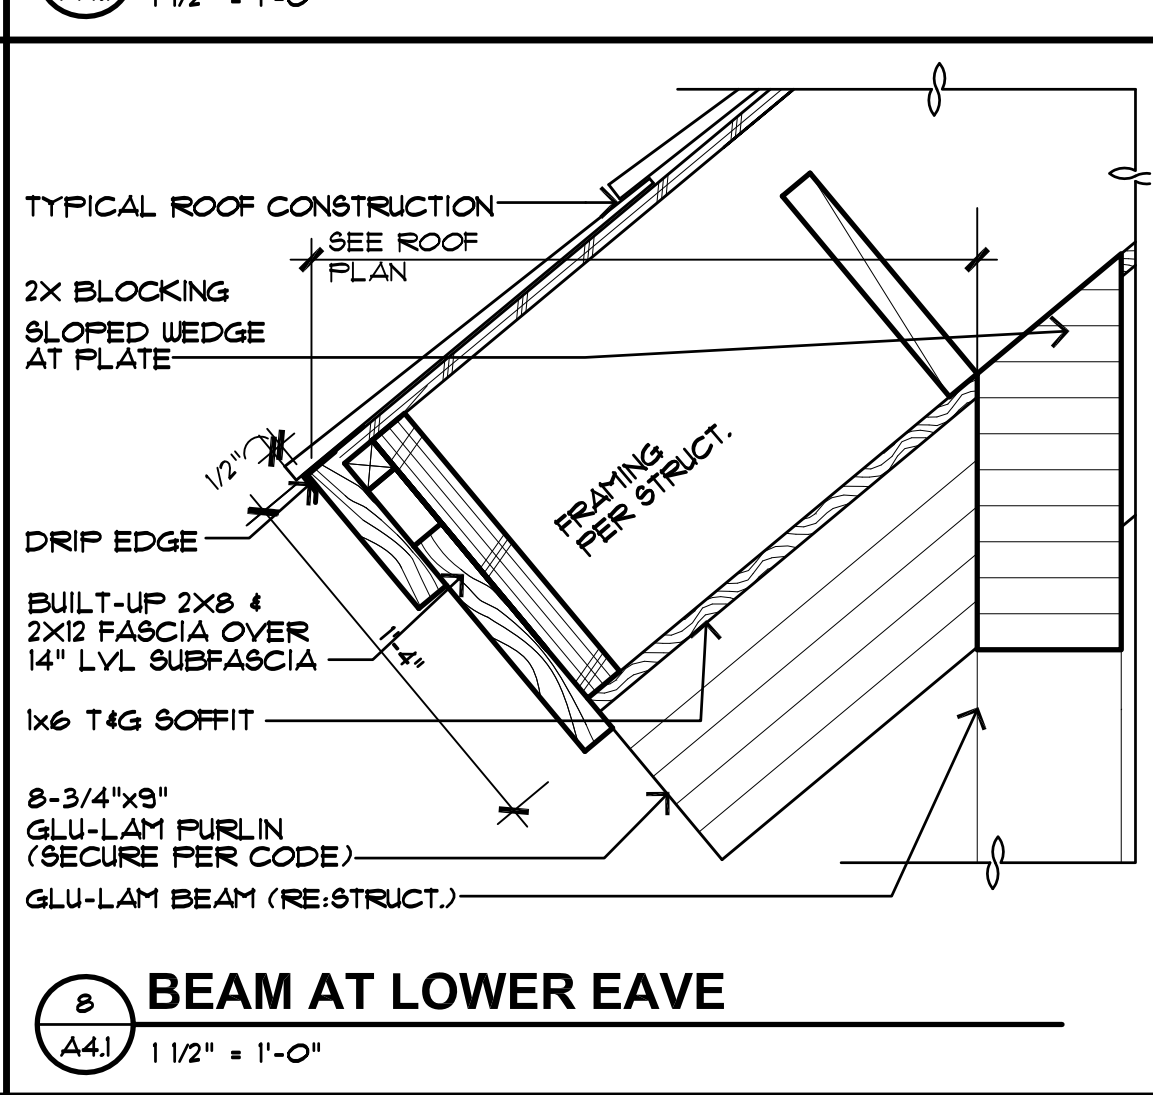 1 1/2" = 1'-0"
TYPICAL ROOF CONSTRUCTION
SEE ROOF
PLAN
2X BLOCKING
SLOPED WEDGE
AT PLATE
1/2"
FRAMING
PER STRUCT.
DRIP EDGE
BUILT-UP 2X8 &
2X12 FASCIA OVER
14" LVL SUBFASCIA
1'-4"
1x6 T&G SOFFIT
8-3/4"x9"
GLU-LAM PURLIN
(SECURE PER CODE)
GLU-LAM BEAM (RE:STRUCT.)
8
A4.1
BEAM AT LOWER EAVE
1 1/2" = 1'-0"